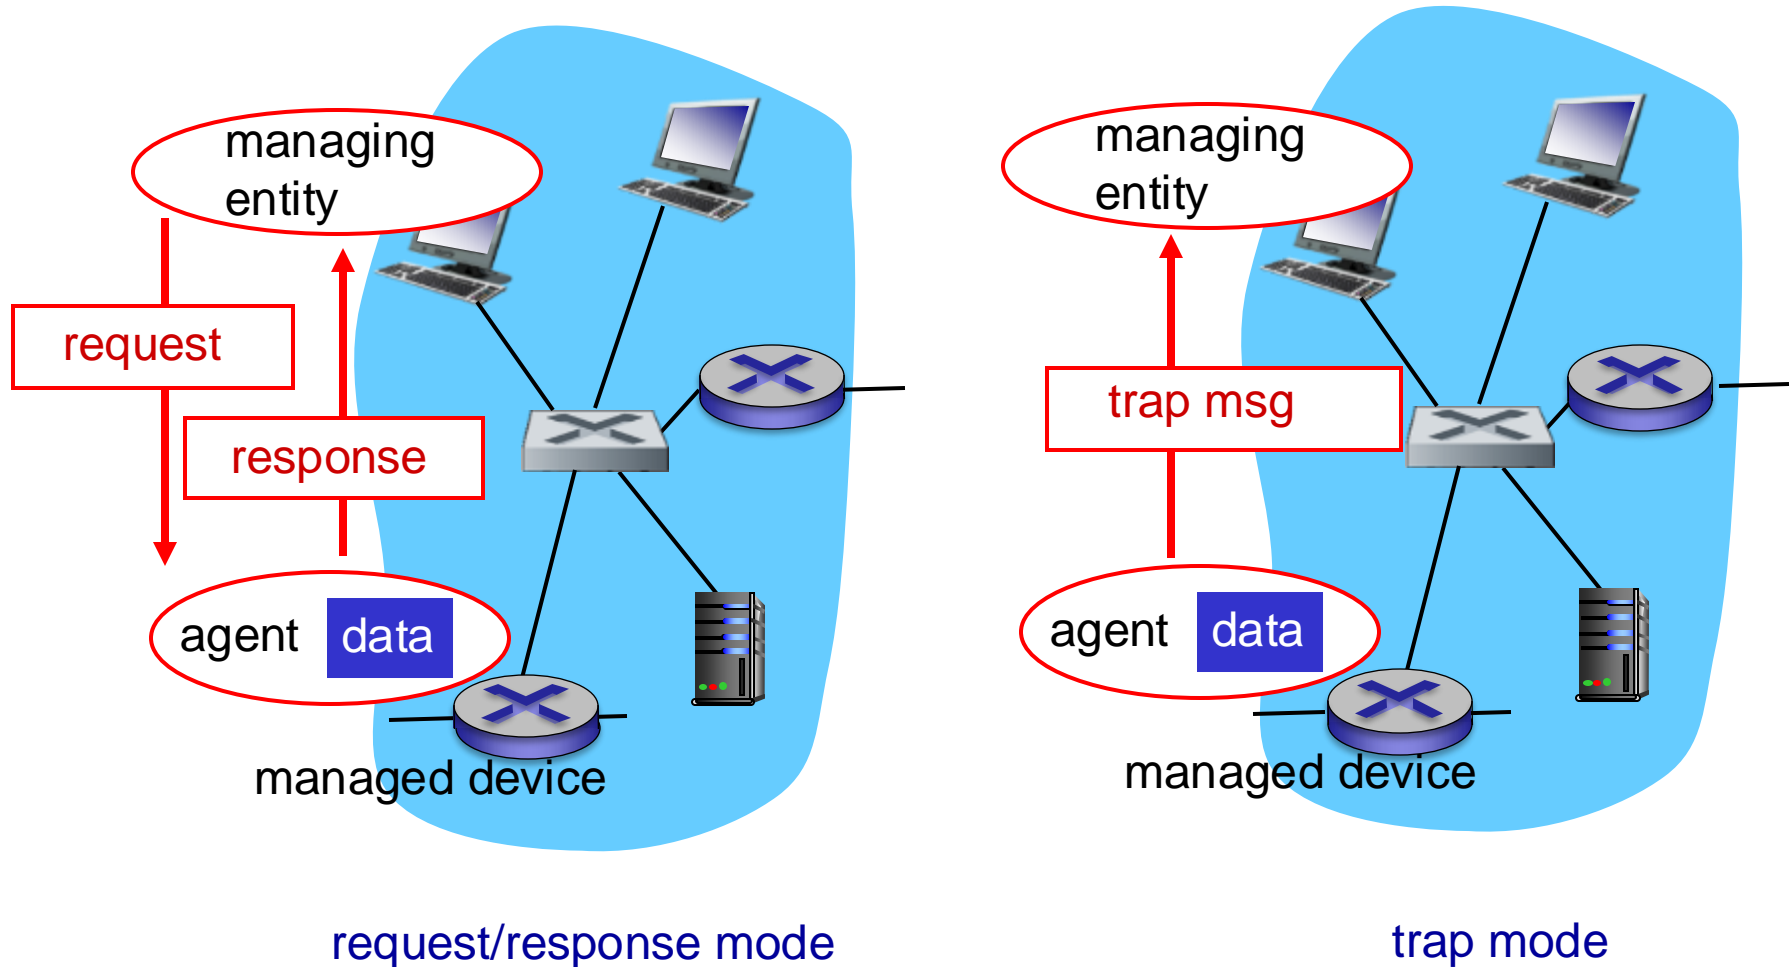 managing
entity
request
response
agent
data
managed device
request/response mode
managing
entity
trap msg
agent
data
managed device
trap mode